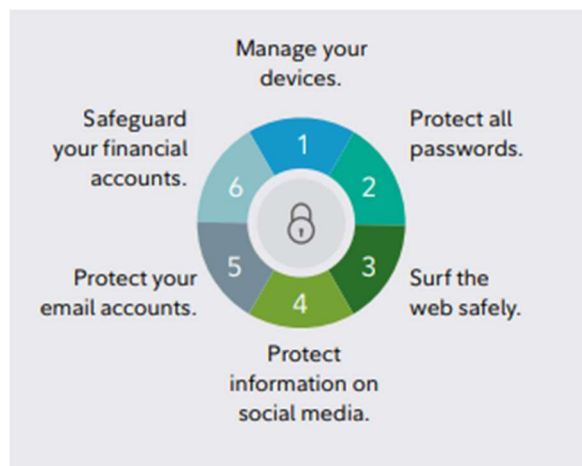 Manage your
devices.
1
Protect all
passwords.
2
Surf the
web safely.
3
Protect
information on
social media.
4
Protect your
email accounts.
5
Safeguard
your financial
accounts.
6